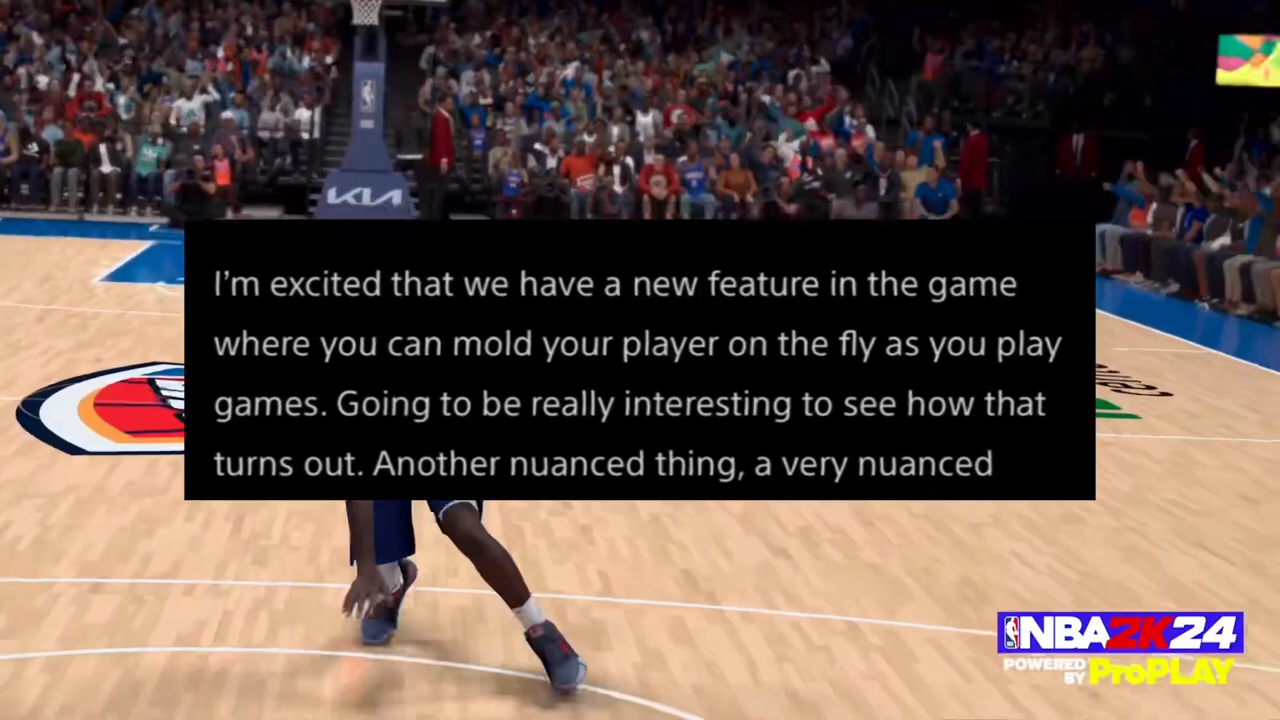 KIA
I'm excited that we have a new feature in the game
where you can mold your player on the fly as you play
games. Going to be really interesting to see how that
turns out. Another nuanced thing, a very nuanced
NBA2K24
POWERED
BY ProPLAY